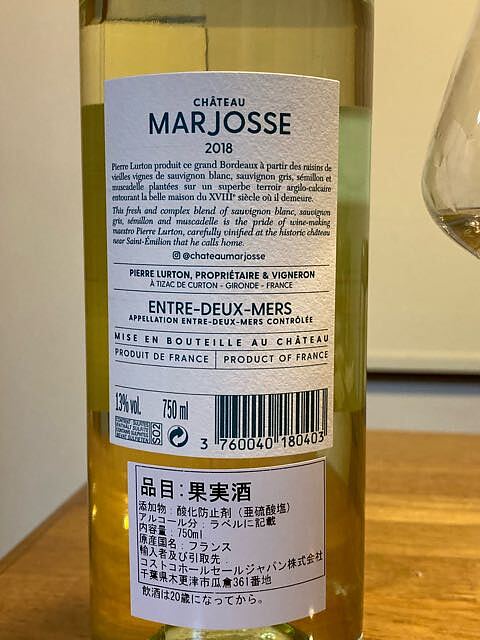 CHÂTEAU
MARJOSSE
2018
Pierre Lurton produit ce grand Bordeaux à partir des raisins de
vieilles vignes de sauvignon blanc, sauvignon gris, sémillon et
muscadelle plantées sur un superbe terroir argilo-calcaire
entourant la belle maison du XVIIIe siècle où il demeure.
This fresh and complex blend of sauvignon blanc, sauvignon
gris, sémillon and muscadelle is the pride of wine-making
maestro Pierre Lurton, carefully vinified at the historic château
near Saint-Émilion that he calls home.
@chateaumarjosse
PIERRE LURTON, PROPRIÉTAIRE & VIGNERON
À TIZAC DE CURTON - GIRONDE - FRANCE
ENTRE-DEUX-MERS
APPELLATION ENTRE-DEUX-MERS CONTRÔLÉE
MISE EN BOUTEILLE AU CHÂTEAU
PRODUIT DE FRANCE PRODUCT OF FRANCE
13% vol. 750 ml
SO2
3 760040 180403
品目:果実酒
添加物:酸化防止剤(亜硫酸塩)
アルコール分:ラベルに記載
内容量:750ml
原産国名:フランス
輸入者及び引取先:
コストコホールセールジャパン株式会社
千葉県木更津市瓜倉361番地
飲酒は20歳になってから。